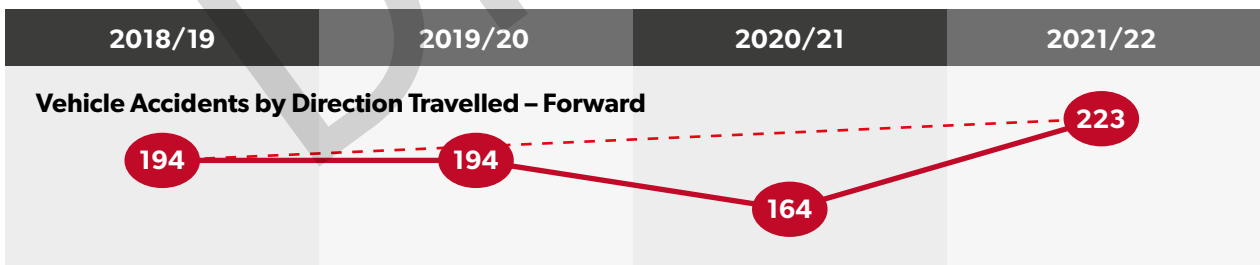 2018/19 2019/20 2020/21 2021/22
Vehicle Accidents by Direction Travelled – Forward
194 194 164 223